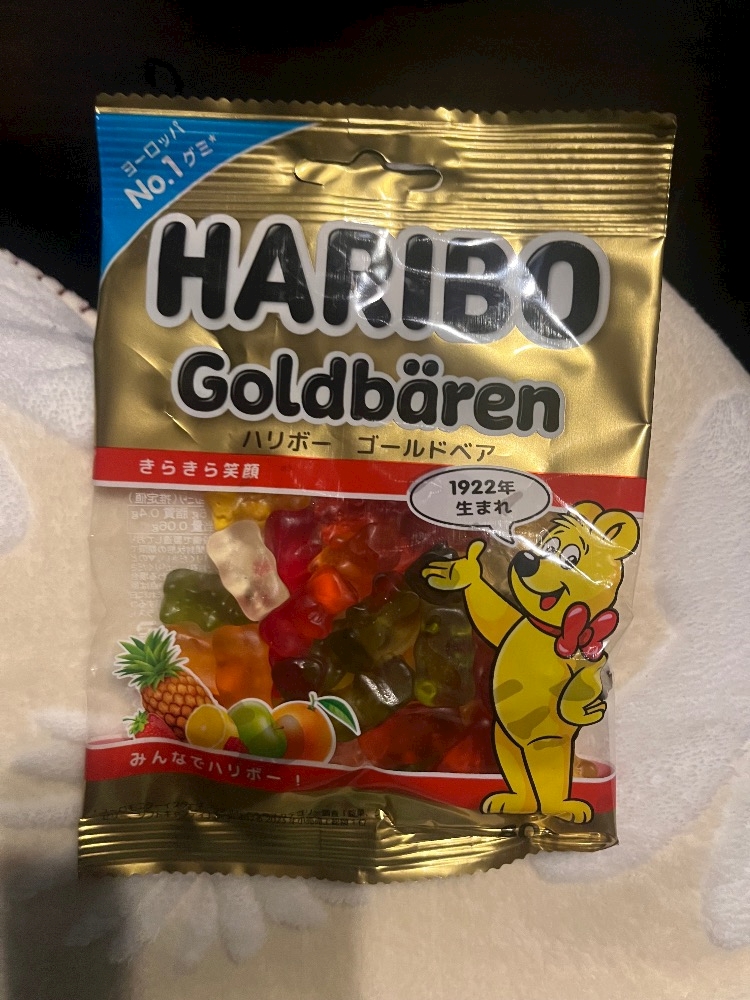 ヨーロッパ
No.1グミ*
HARIBO
Goldbären
ハリボー ゴールドベア
きらきら笑顔
1922年
生まれ
みんなでハリボー!